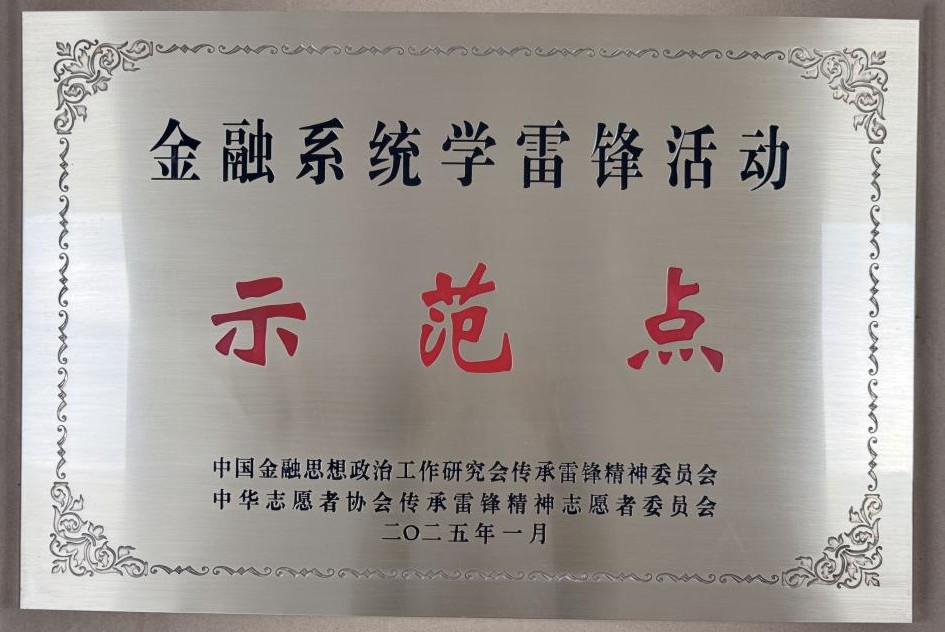 金融系统学雷锋活动
示范点
中国金融思想政治工作研究会传承雷锋精神委员会
中华志愿者协会传承雷锋精神志愿者委员会
二〇二五年一月